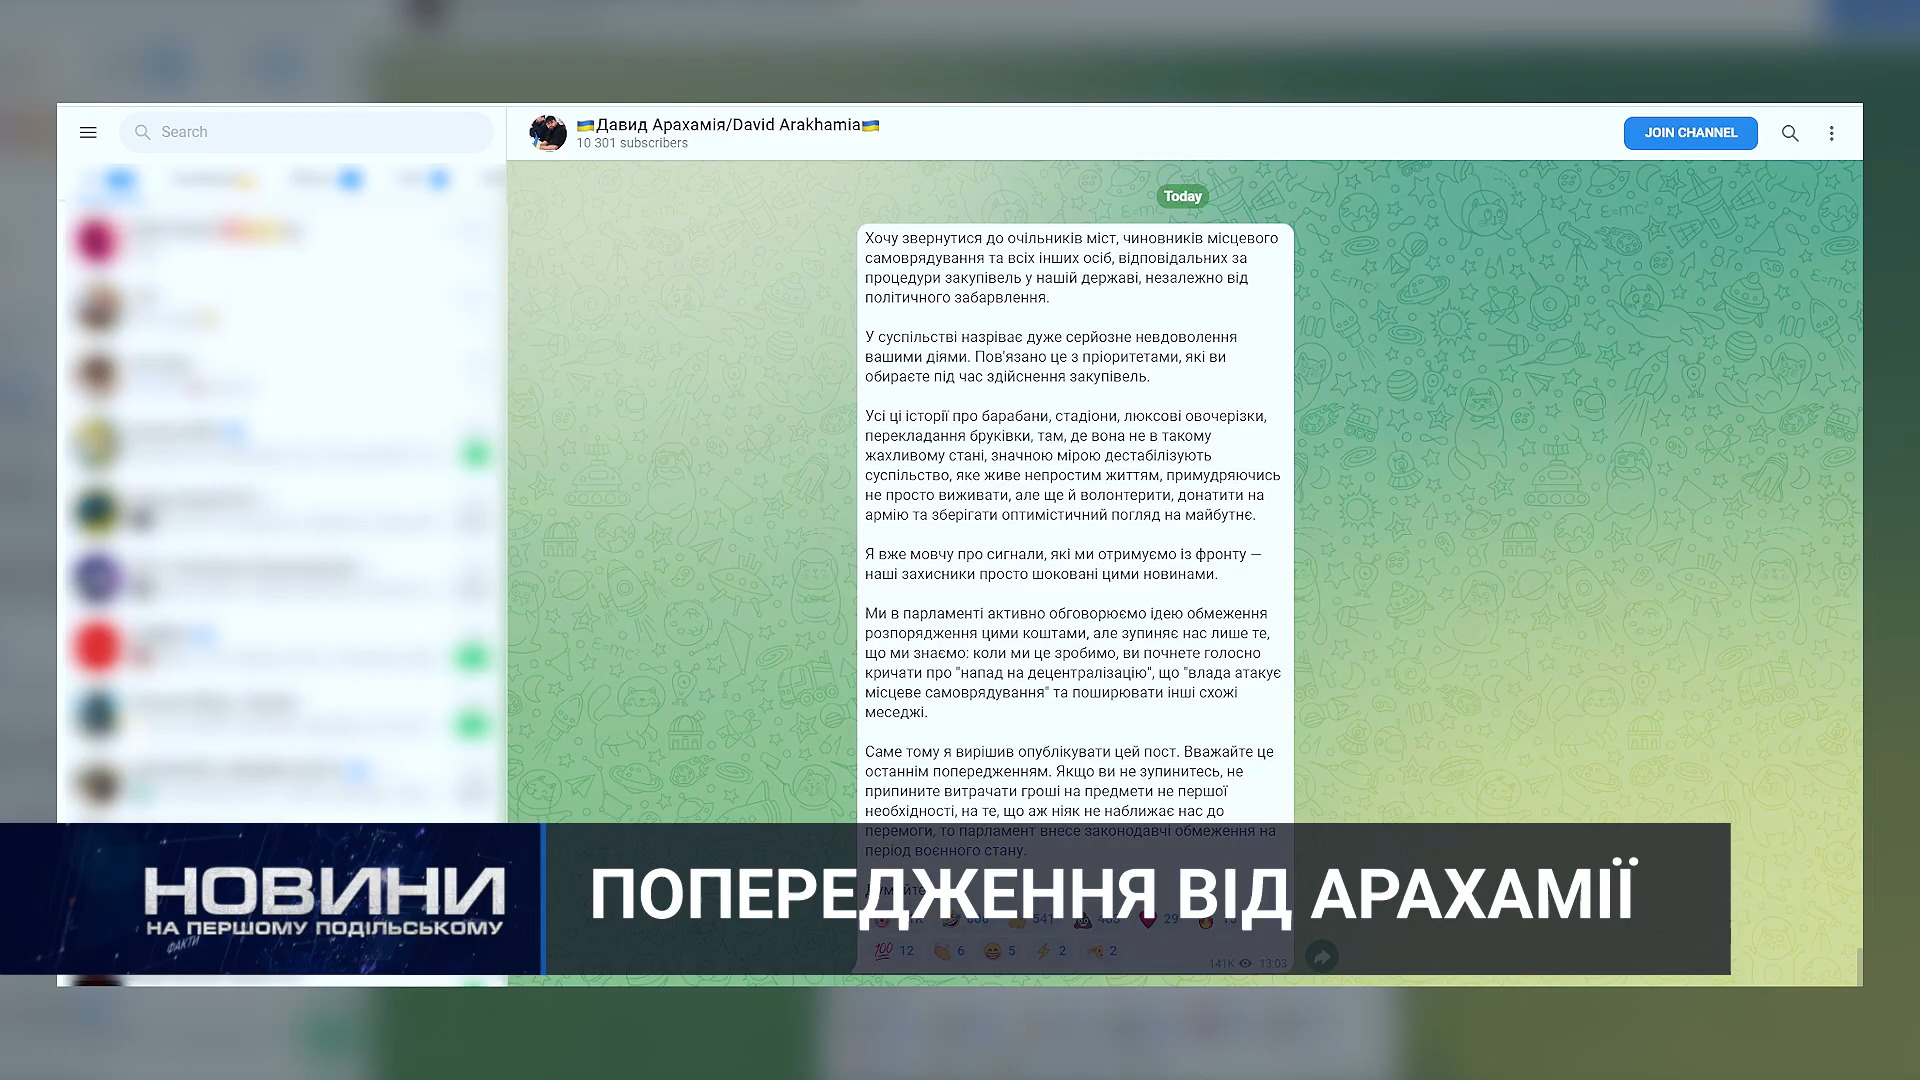 Search
🇺🇦Давид Арахамія/David Arakhamia🇺🇦
10 301 subscribers
JOIN CHANNEL
Today
Хочу звернутися до очільників міст, чиновників місцевого
самоврядування та всіх інших осіб, відповідальних за
процедури закупівель у нашій державі, незалежно від
політичного забарвлення.
У суспільстві назріває дуже серйозне невдоволення
вашими діями. Пов'язано це з пріоритетами, які ви
обираєте під час здійснення закупівель.
Усі ці історії про барабани, стадіони, люксові овочерізки,
перекладання бруківки, там, де вона не в такому
жахливому стані, значною мірою дестабілізують
суспільство, яке живе непростим життям, примудряючись
не просто виживати, але ще й волонтерити, донатити на
армію та зберігати оптимістичний погляд на майбутнє.
Я вже мовчу про сигнали, які ми отримуємо із фронту —
наші захисники просто шоковані цими новинами.
Ми в парламенті активно обговорюємо ідею обмеження
розпорядження цими коштами, але зупиняє нас лише те,
що ми знаємо: коли ми це зробимо, ви почнете голосно
кричати про "напад на децентралізацію", що "влада атакує
місцеве самоврядування" та поширювати інші схожі
меседжі.
Саме тому я вирішив опублікувати цей пост. Вважайте це
останнім попередженням. Якщо ви не зупинитесь, не
припините витрачати гроші на предмети не першої
необхідності, на те, що аж ніяк не наближає нас до
перемоги, то парламент внесе законодавчі обмеження на
період воєнного стану.
541 29
12 6 5 2 2
141K 13:03
НОВИНИ
НА ПЕРШОМУ ПОДІЛЬСЬКОМУ
ФАКТИ
ПОПЕРЕДЖЕННЯ ВІД АРАХАМІЇ